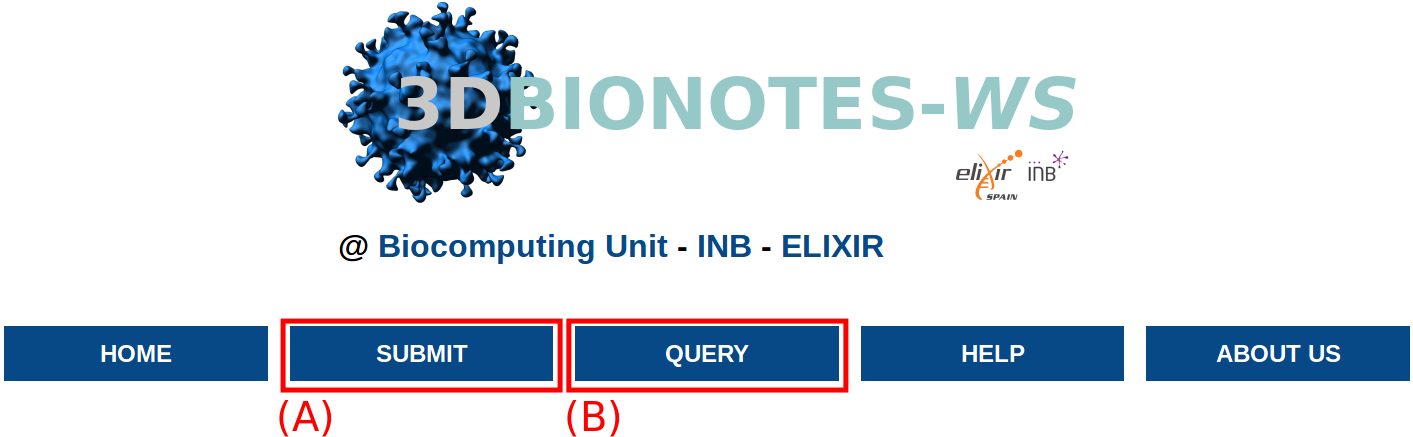 3DBIONOTES-WS
elixir INB
SPAIN
@ Biocomputing Unit - INB - ELIXIR
HOME SUBMIT QUERY HELP ABOUT US
(A) (B)